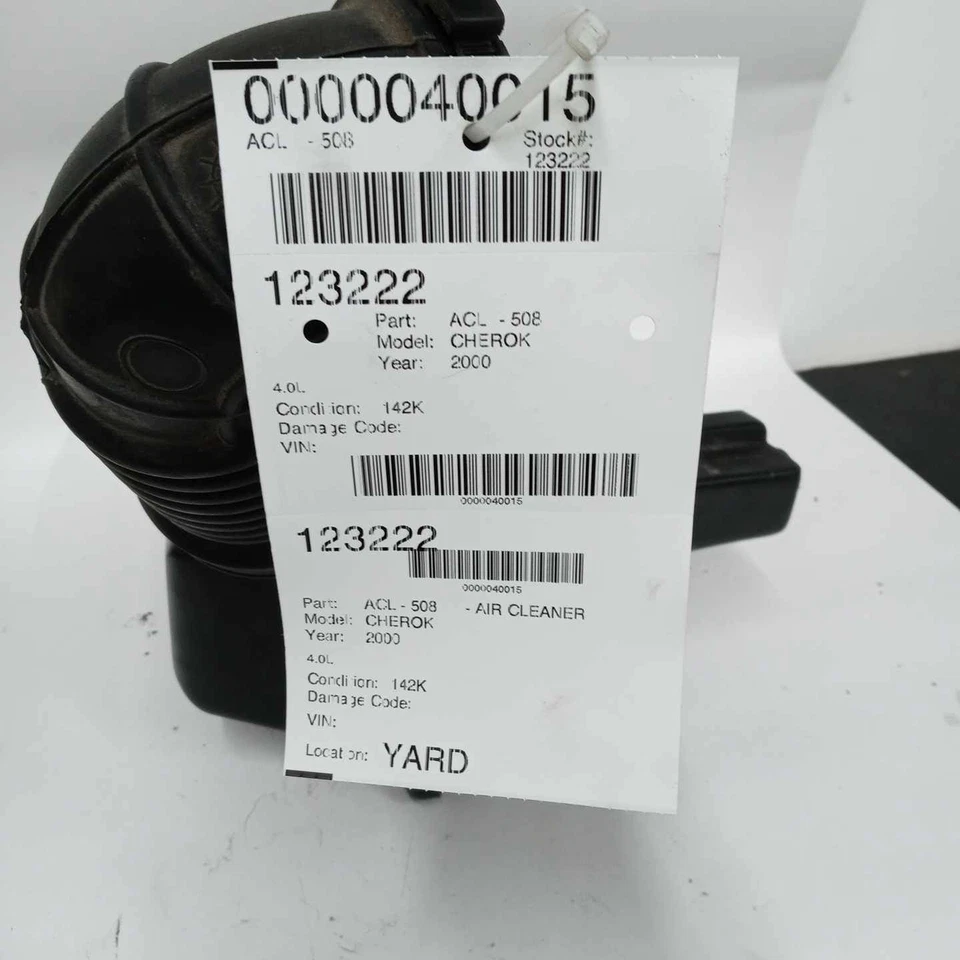 0000040015
ACL - 508 Stock#:
123222
123222
Part: ACL - 508
Model: CHEROK
Year: 2000
4.0L
Condition: 142K
Damage Code:
VIN:
0000040015
123222
0000040015
Part: ACL - 508 - AIR CLEANER
Model: CHEROK
Year: 2000
4.0L
Condition: 142K
Damage Code:
VIN:
Location: YARD